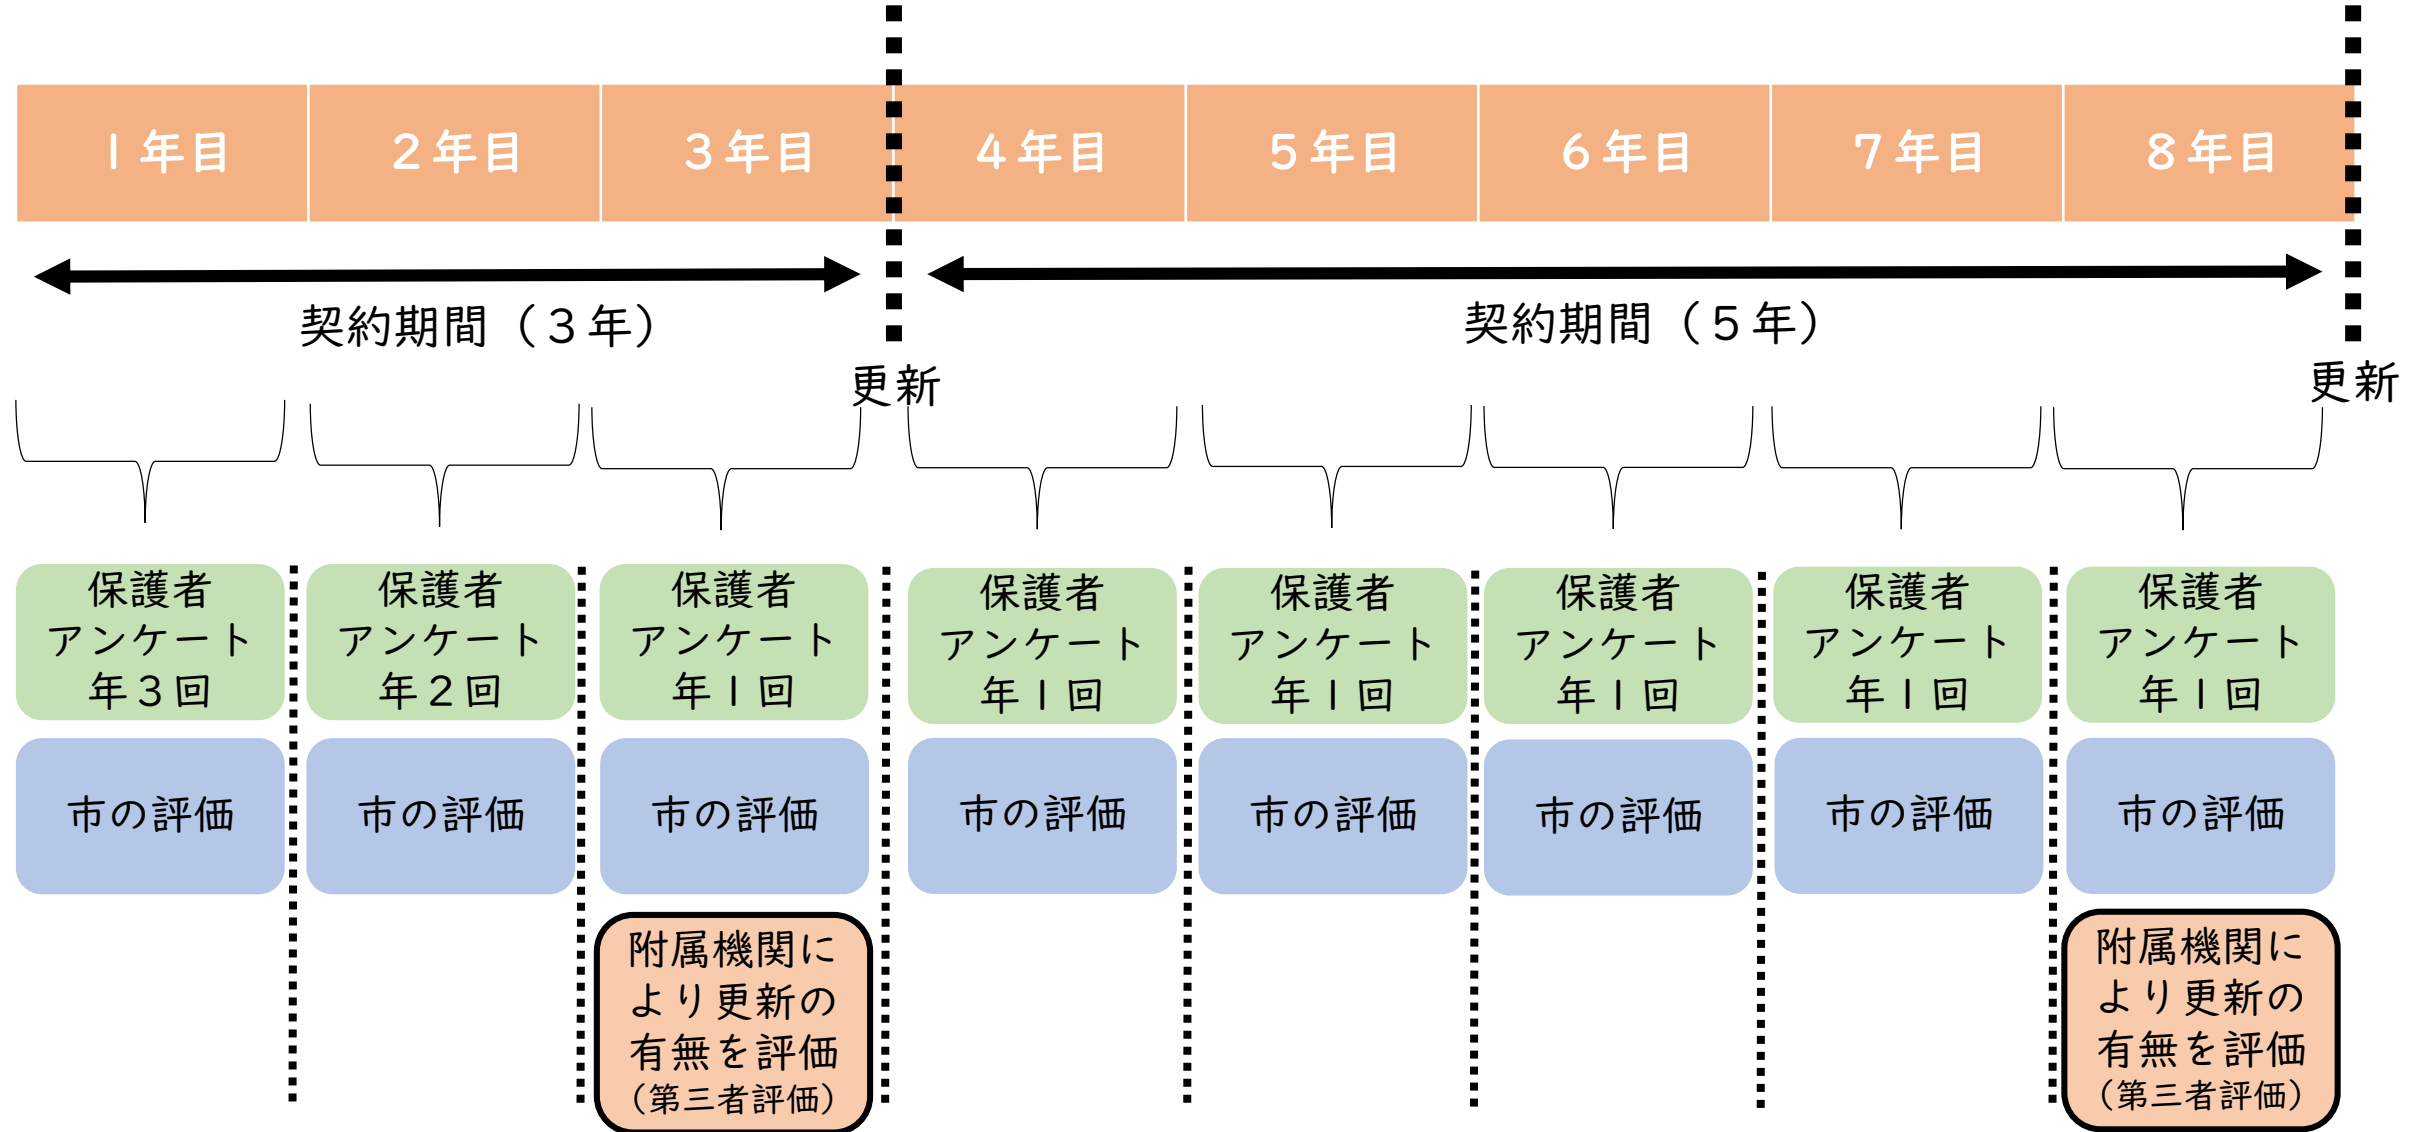 1年目
2年目
3年目
4年目
5年目
6年目
7年目
8年目
契約期間（3年）
契約期間（5年）
更新
更新
保護者
アンケート
年3回
保護者
アンケート
年2回
保護者
アンケート
年1回
保護者
アンケート
年1回
保護者
アンケート
年1回
保護者
アンケート
年1回
保護者
アンケート
年1回
保護者
アンケート
年1回
市の評価
市の評価
市の評価
市の評価
市の評価
市の評価
市の評価
市の評価
附属機関に
より更新の
有無を評価
（第三者評価）
附属機関に
より更新の
有無を評価
（第三者評価）